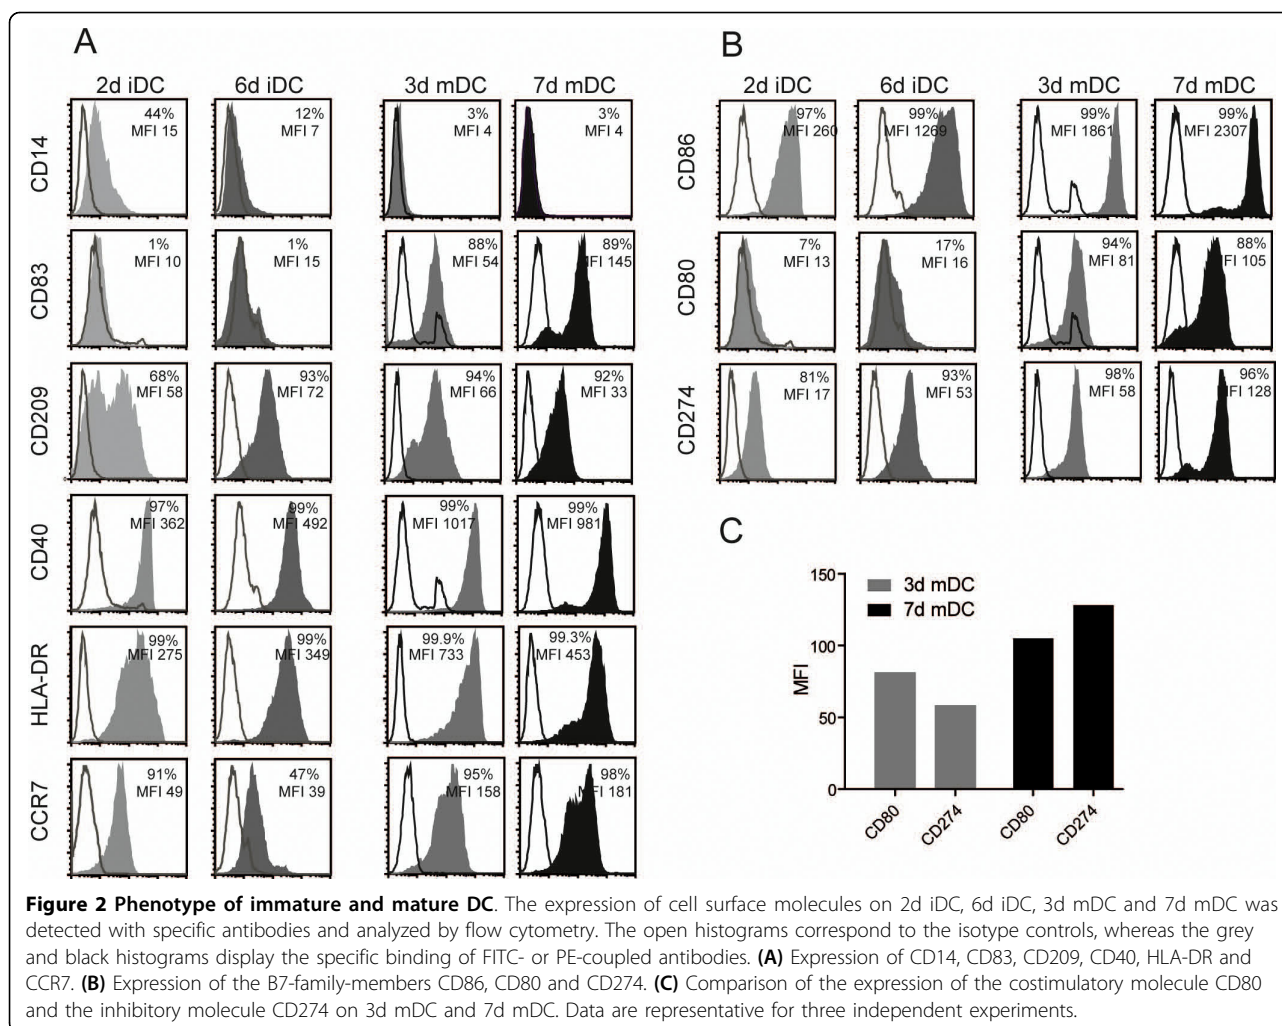 A
2d iDC 6d iDC 3d mDC 7d mDC
CD14
44%
MFI 15
12%
MFI 7
3%
MFI 4
3%
MFI 4
CD83
1%
MFI 10
1%
MFI 15
88%
MFI 54
89%
MFI 145
CD209
68%
MFI 58
93%
MFI 72
94%
MFI 66
92%
MFI 33
CD40
97%
MFI 362
99%
MFI 492
99%
MFI 1017
99%
MFI 981
HLA-DR
99%
MFI 275
99%
MFI 349
99.9%
MFI 733
99.3%
MFI 453
CCR7
91%
MFI 49
47%
MFI 39
95%
MFI 158
98%
MFI 181
B
2d iDC 6d iDC 3d mDC 7d mDC
CD86
97%
MFI 260
99%
MFI 1269
99%
MFI 1861
99%
MFI 2307
CD80
7%
MFI 13
17%
MFI 16
94%
MFI 81
88%
MFI 105
CD274
81%
MFI 17
93%
MFI 53
98%
MFI 58
96%
MFI 128
C
3d mDC
7d mDC
MFI
150
100
50
0
CD80 CD274 CD80 CD274
Figure 2 Phenotype of immature and mature DC. The expression of cell surface molecules on 2d iDC, 6d iDC, 3d mDC and 7d mDC was
detected with specific antibodies and analyzed by flow cytometry. The open histograms correspond to the isotype controls, whereas the grey
and black histograms display the specific binding of FITC- or PE-coupled antibodies. (A) Expression of CD14, CD83, CD209, CD40, HLA-DR and
CCR7. (B) Expression of the B7-family-members CD86, CD80 and CD274. (C) Comparison of the expression of the costimulatory molecule CD80
and the inhibitory molecule CD274 on 3d mDC and 7d mDC. Data are representative for three independent experiments.